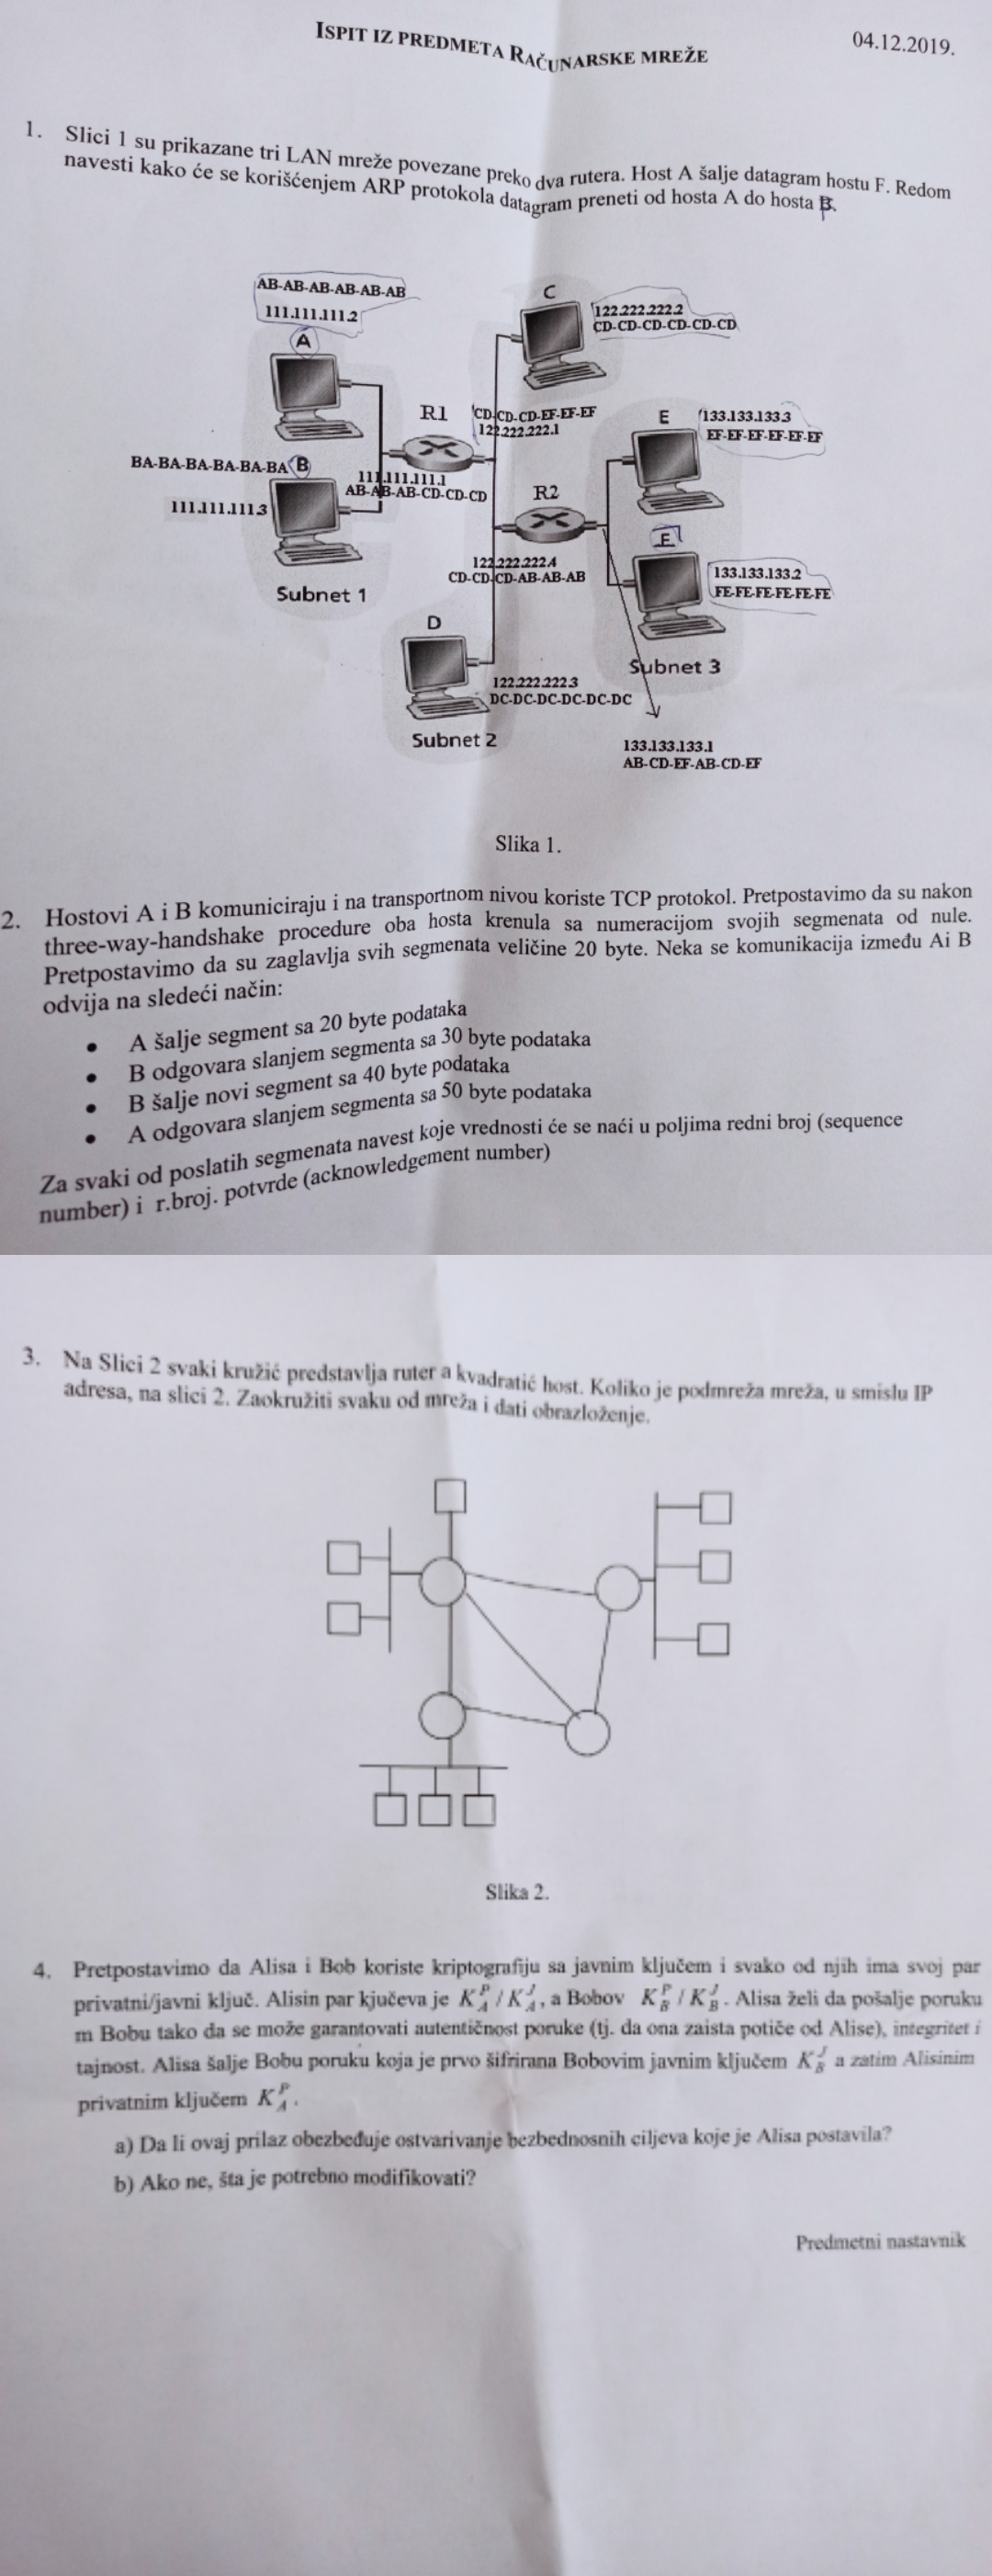 ISPIT IZ PREDMETA RAČUNARSKE MREŽE
04.12.2019.
1. Slici 1 su prikazane tri LAN mreže povezane preko dva rutera. Host A šalje datagram hostu F. Redom
navesti kako će se korišćenjem ARP protokola datagram preneti od hosta A do hosta
AB-AB-AB-AB-AB-AB
111.111.111.2
A
C
122.222.222.2
CD-CD-CD-CD-CD-CD
R1
CD-CD-CD-EF-EF-EF
122.222.222.1
E
133.133.133.3
EF-EF-EF-EF-EF-EF
BA-BA-BA-BA-BA-BA B
111.111.111.1
AB-AB-AB-CD-CD-CD
111.111.111.3
R2
122.222.222.4
CD-CD-CD-AB-AB-AB
133.133.133.2
FE-FE-FE-FE-FE-FE
Subnet 1
D
Subnet 3
122.222.222.3
DC-DC-DC-DC-DC-DC
Subnet 2
133.133.133.1
AB-CD-EF-AB-CD-EF
Slika 1.
2. Hostovi A i B komuniciraju i na transportnom nivou koriste TCP protokol. Pretpostavimo da su nakon
three-way-handshake procedure oba hosta krenula sa numeracijom svojih segmenata od nule.
Pretpostavimo da su zaglavlja svih segmenata veličine 20 byte. Neka se komunikacija između Ai B
odvija na sledeći način:
• A šalje segment sa 20 byte podataka
• B odgovara slanjem segmenta sa 30 byte podataka
• B šalje novi segment sa 40 byte podataka
• A odgovara slanjem segmenta sa 50 byte podataka
Za svaki od poslatih segmenata navest koje vrednosti će se naći u poljima redni broj (sequence
number) i r.broj. potvrde (acknowledgement number)
3. Na Slici 2 svaki kružić predstavlja ruter a kvadratić host. Koliko je podmreža mreža, u smislu IP
adresa, na slici 2. Zaokružiti svaku od mreža i dati obrazloženje.
Slika 2.
4. Pretpostavimo da Alisa i Bob koriste kriptografiju sa javnim ključem i svako od njih ima svoj par
privatni/javni ključ. Alisin par kjučeva je K_A^P / K_A^J, a Bobov K_B^P / K_B^J. Alisa želi da pošalje poruku
m Bobu tako da se može garantovati autentičnost poruke (tj. da ona zaista potiče od Alise), integritet i
tajnost. Alisa šalje Bobu poruku koja je prvo šifrirana Bobovim javnim ključem K_B^J a zatim Alisinim
privatnim ključem K_A^P.
a) Da li ovaj prilaz obezbeđuje ostvarivanje bezbednosnih ciljeva koje je Alisa postavila?
b) Ako ne, šta je potrebno modifikovati?
Predmetni nastavnik